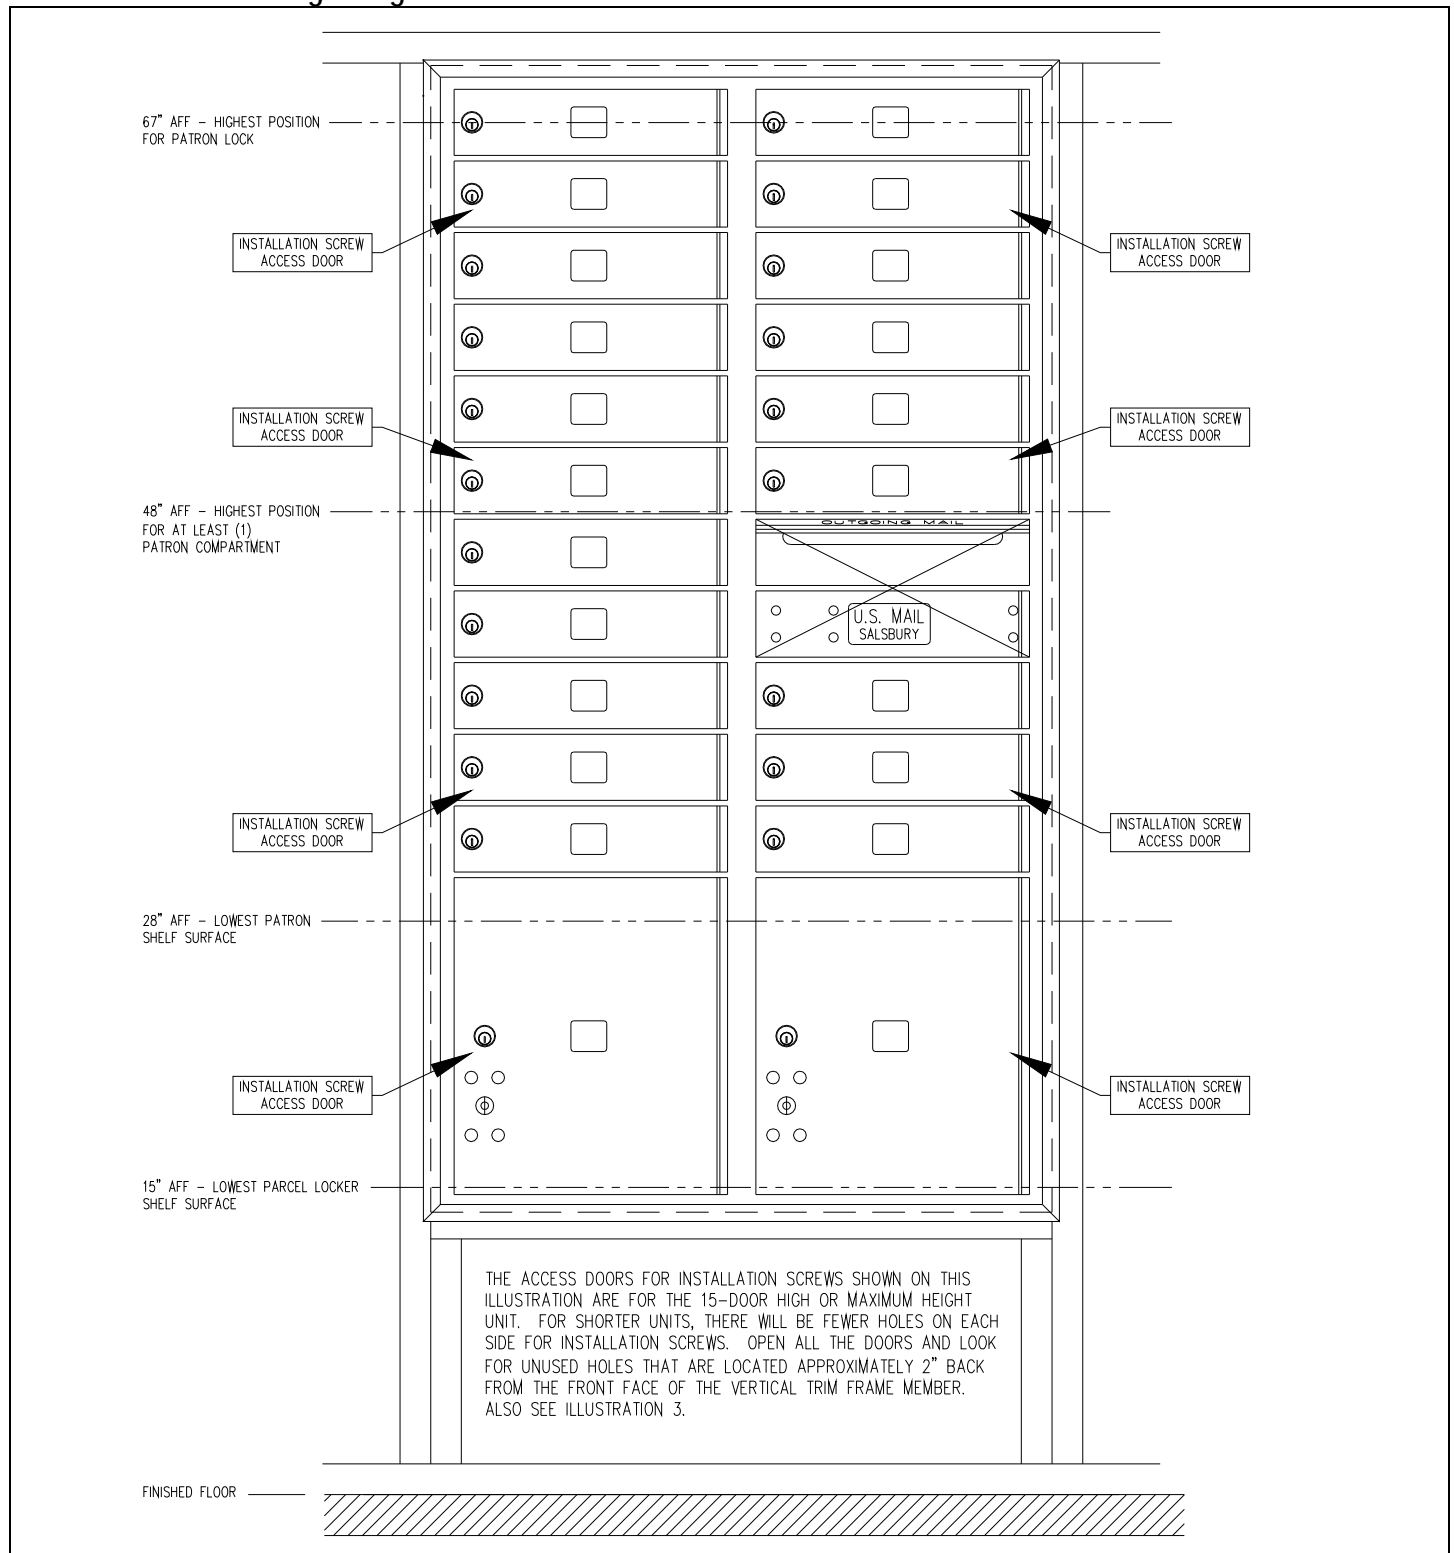 67" AFF - HIGHEST POSITION
FOR PATRON LOCK
INSTALLATION SCREW
ACCESS DOOR
INSTALLATION SCREW
ACCESS DOOR
INSTALLATION SCREW
ACCESS DOOR
INSTALLATION SCREW
ACCESS DOOR
48" AFF - HIGHEST POSITION
FOR AT LEAST (1)
PATRON COMPARTMENT
OUTGOING MAIL
U.S. MAIL
SALSBURY
INSTALLATION SCREW
ACCESS DOOR
INSTALLATION SCREW
ACCESS DOOR
28" AFF - LOWEST PATRON
SHELF SURFACE
INSTALLATION SCREW
ACCESS DOOR
INSTALLATION SCREW
ACCESS DOOR
15" AFF - LOWEST PARCEL LOCKER
SHELF SURFACE
THE ACCESS DOORS FOR INSTALLATION SCREWS SHOWN ON THIS
ILLUSTRATION ARE FOR THE 15-DOOR HIGH OR MAXIMUM HEIGHT
UNIT. FOR SHORTER UNITS, THERE WILL BE FEWER HOLES ON EACH
SIDE FOR INSTALLATION SCREWS. OPEN ALL THE DOORS AND LOOK
FOR UNUSED HOLES THAT ARE LOCATED APPROXIMATELY 2" BACK
FROM THE FRONT FACE OF THE VERTICAL TRIM FRAME MEMBER.
ALSO SEE ILLUSTRATION 3.
FINISHED FLOOR